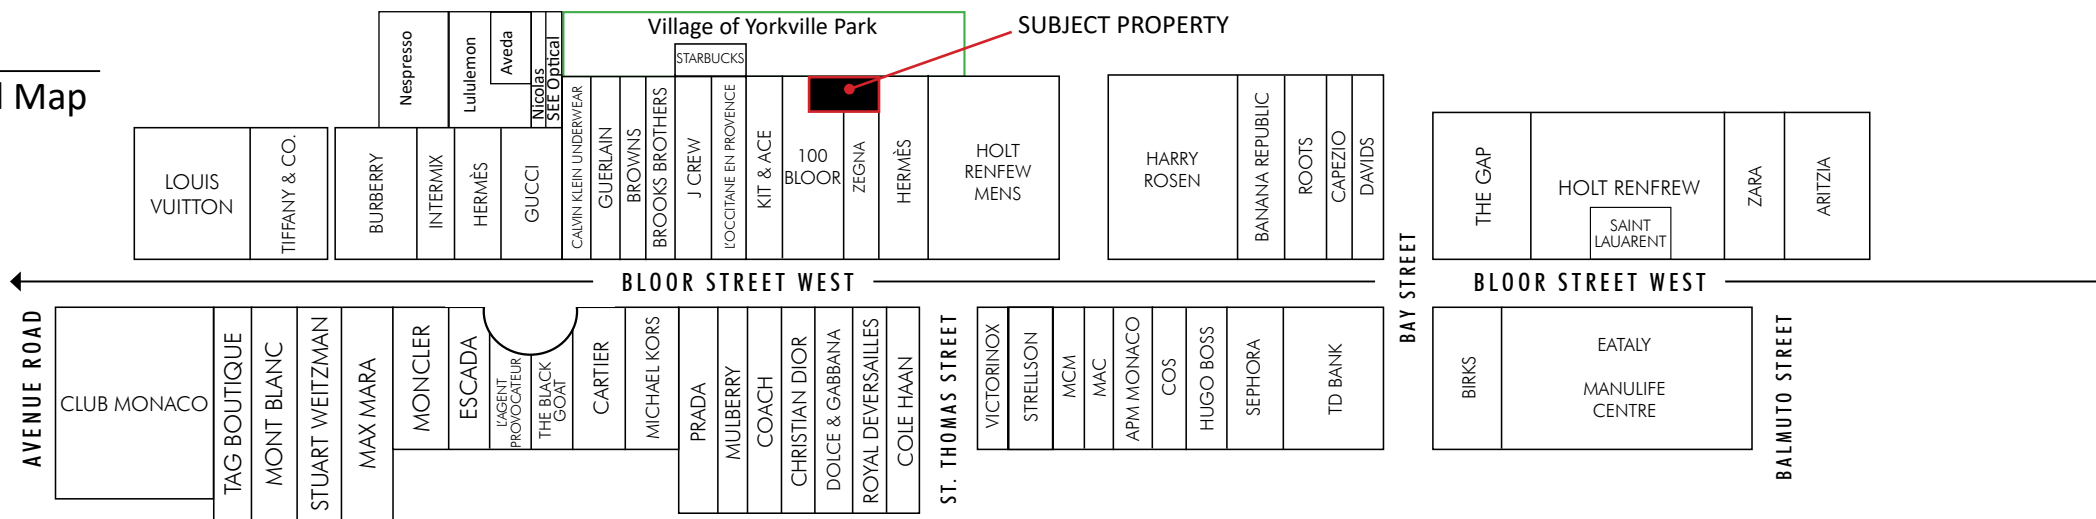 Map
Village of Yorkville Park
SUBJECT PROPERTY
STARBUCKS
Nespresso
Lululemon
Aveda
Nicolas
SEE Optical
LOUIS
VUITTON
TIFFANY & CO.
BURBERRY
INTERMIX
HERMÈS
GUCCI
CALVIN KLEIN UNDERWEAR
GUERLAIN
BROWNS
BROOKS BROTHERS
J CREW
L'OCCITANE EN PROVENCE
KIT & ACE
100
BLOOR
ZEGNA
HERMÈS
HOLT
RENFEW
MENS
HARRY
ROSEN
BANANA REPUBLIC
ROOTS
CAPEZIO
DAVIDS
THE GAP
HOLT RENFREW
SAINT
LAUARENT
ZARA
ARITZIA
BLOOR STREET WEST
BAY STREET
BLOOR STREET WEST
AVENUE ROAD
CLUB MONACO
TAG BOUTIQUE
MONT BLANC
STUART WEITZMAN
MAX MARA
MONCLER
ESCADA
L'AGENT
PROVOCATEUR
THE BLACK
GOAT
CARTIER
MICHAEL KORS
PRADA
MULBERRY
COACH
CHRISTIAN DIOR
DOLCE & GABBANA
ROYAL DEVERSAILLES
COLE HAAN
ST. THOMAS STREET
VICTORINOX
STRELLSON
MCM
MAC
APM MONACO
COS
HUGO BOSS
SEPHORA
TD BANK
BIRKS
EATALY
MANULIFE
CENTRE
BALMUTO STREET